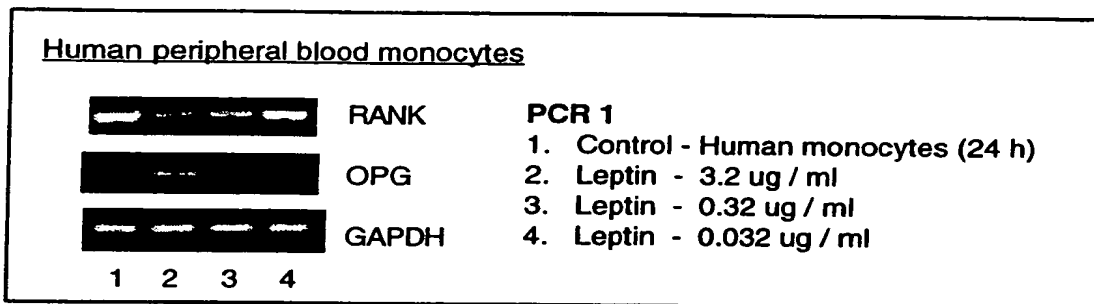 Human peripheral blood monocytes
RANK
OPG
GAPDH
1 2 3 4
PCR 1
1. Control - Human monocytes (24 h)
2. Leptin - 3.2 ug / ml
3. Leptin - 0.32 ug / ml
4. Leptin - 0.032 ug / ml